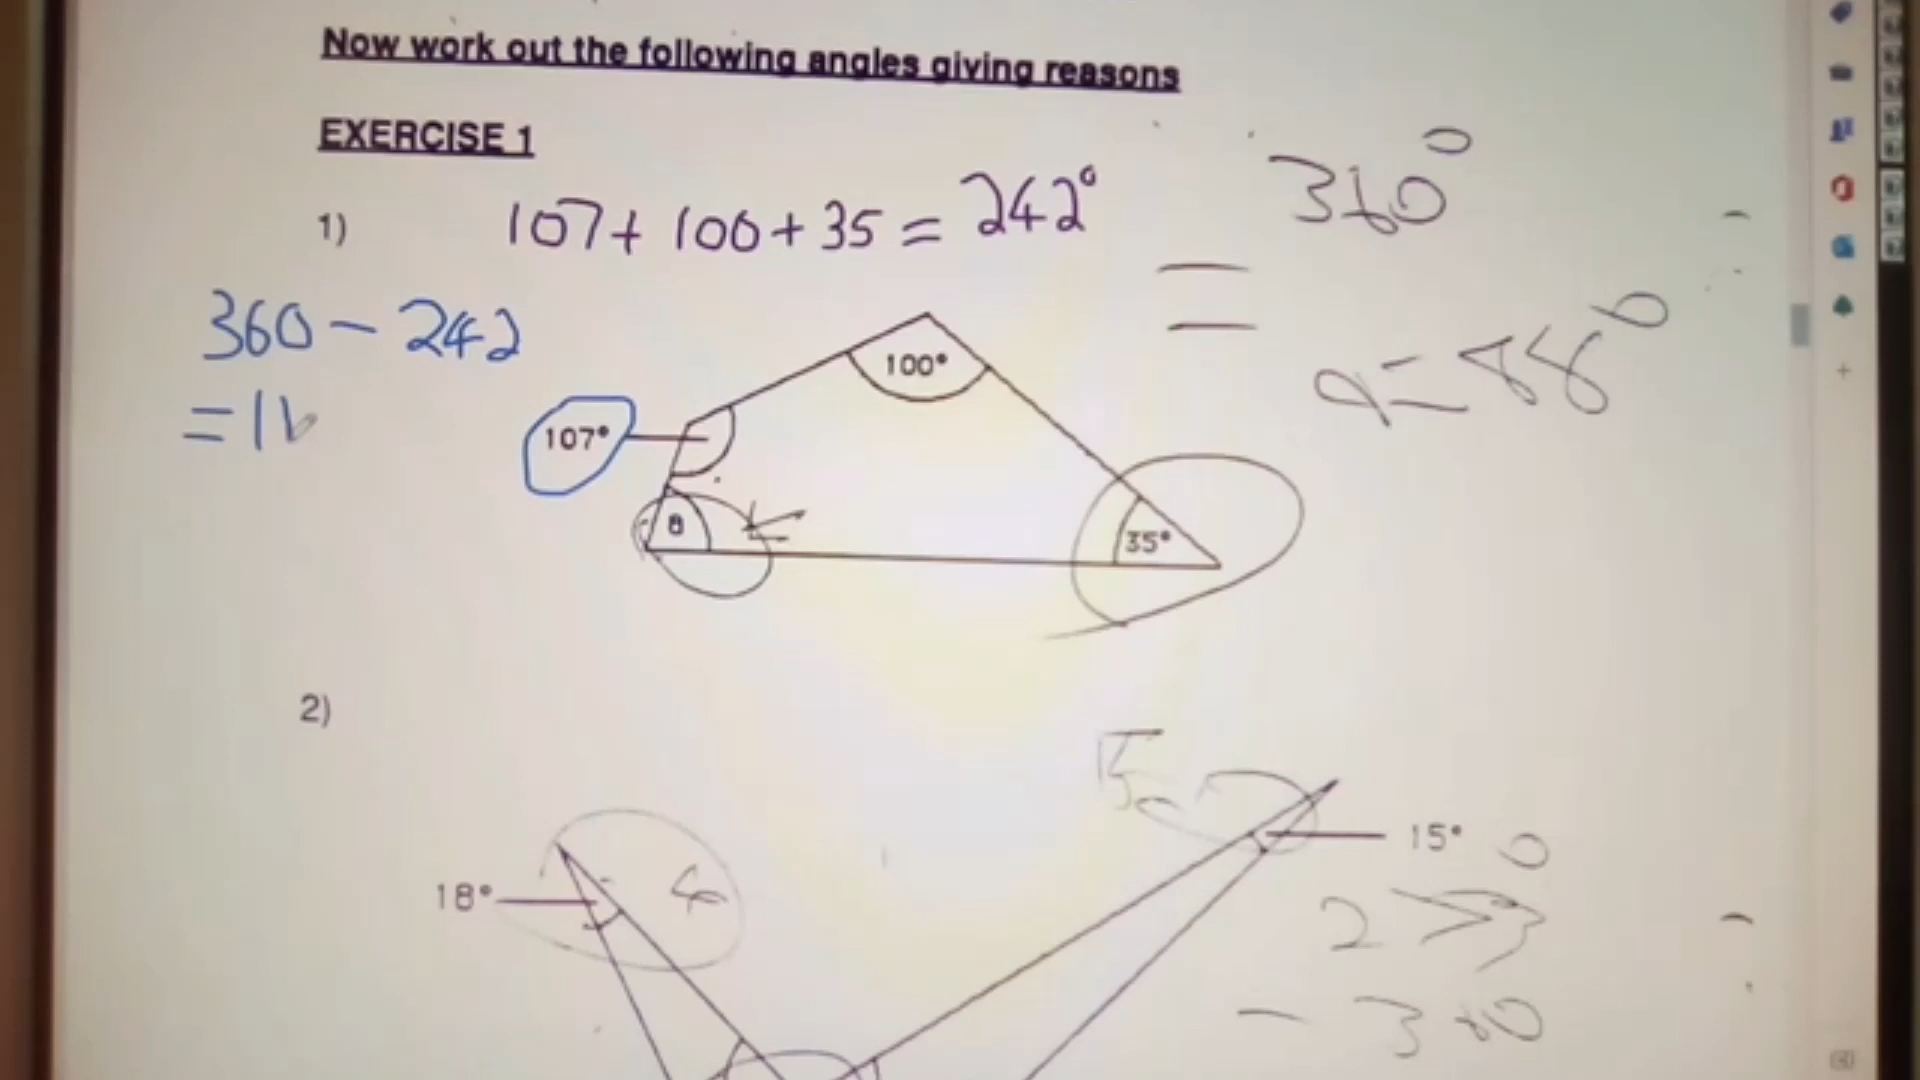 Now work out the following angles giving reasons
EXERCISE 1
1)
107 + 100 + 35 = 242°
360°
360 - 242
= 11
=
100°
107°
8
35°
2)
15°
18°